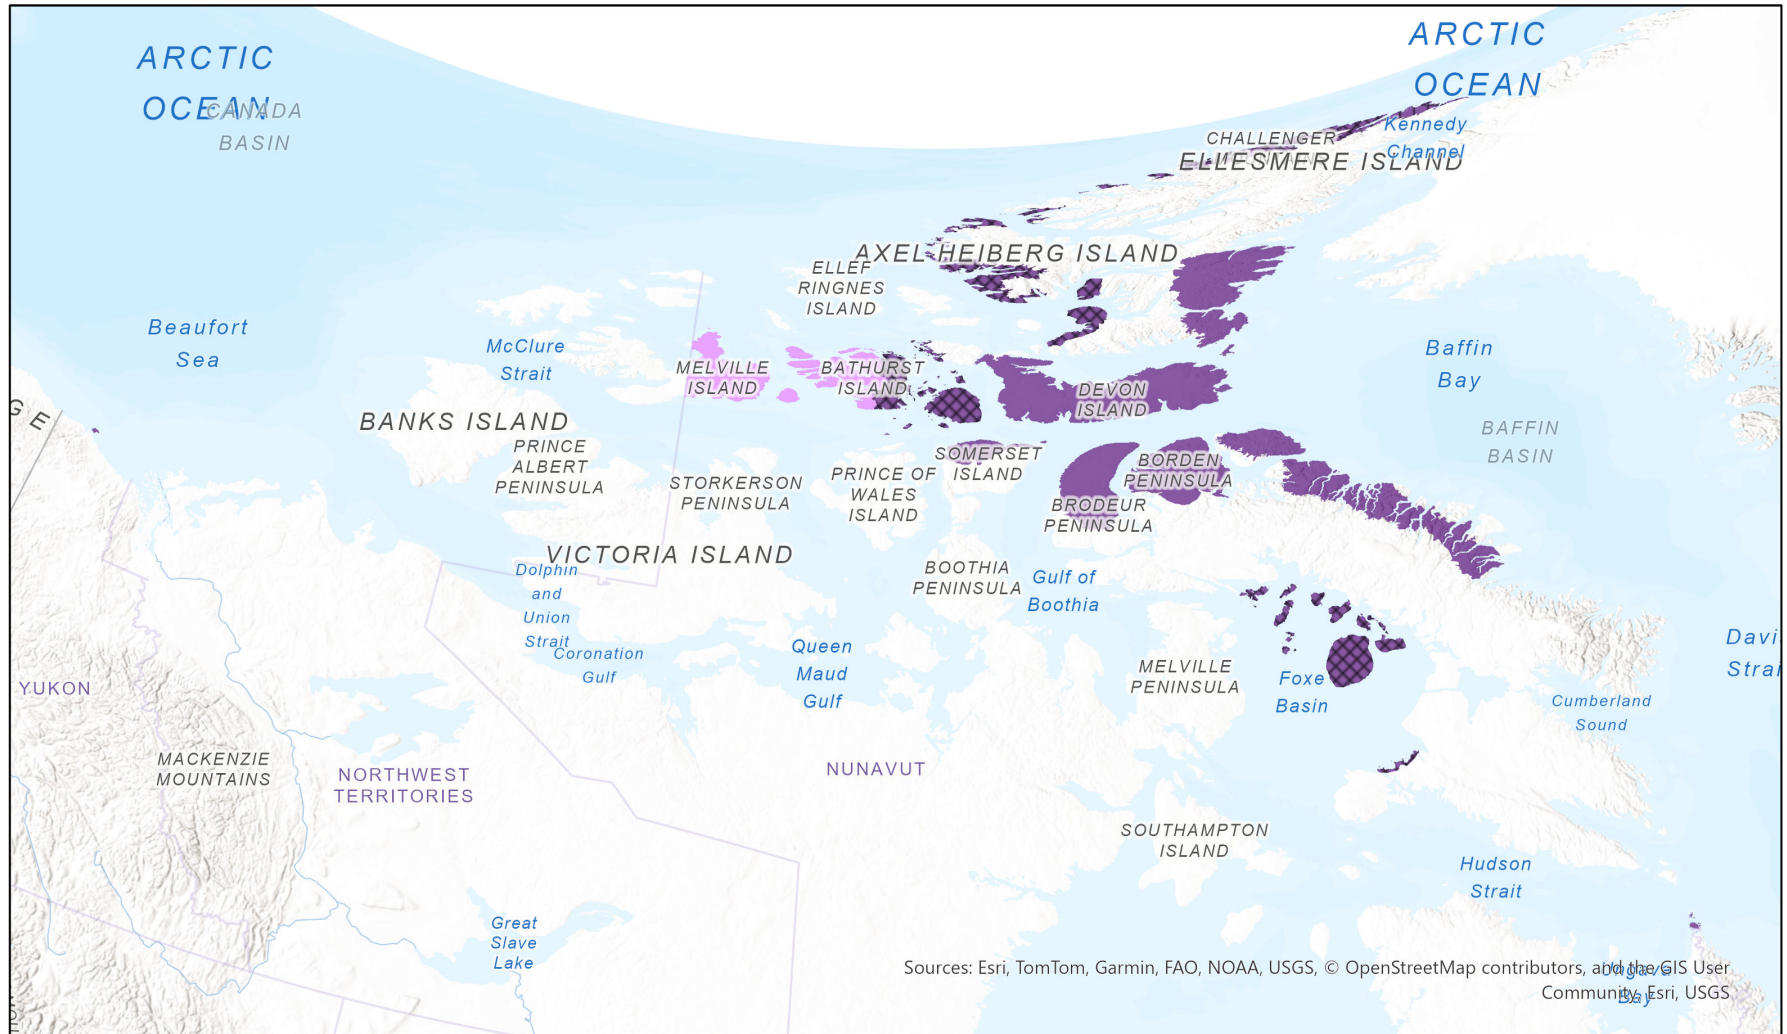 ARCTIC
OCEAN
CANADA
BASIN
ARCTIC
OCEAN
Kennedy
Channel
CHALLENGER
ELLESMERE ISLAND
AXEL HEIBERG ISLAND
ELLEF
RINGNES
ISLAND
Beaufort
Sea
McClure
Strait
MELVILLE
ISLAND
BATHURST
ISLAND
DEVON
ISLAND
Baffin
Bay
BAFFIN
BASIN
GE
BANKS ISLAND
PRINCE
ALBERT
PENINSULA
STORKERSON
PENINSULA
PRINCE OF
WALES
ISLAND
SOMERSET
ISLAND
BORDEN
PENINSULA
BRODEUR
PENINSULA
VICTORIA ISLAND
BOOTHIA
PENINSULA
Gulf of
Boothia
Dolphin
and
Union
Strait
Coronation
Gulf
Queen
Maud
Gulf
MELVILLE
PENINSULA
Foxe
Basin
Davi
Strai
Cumberland
Sound
YUKON
MACKENZIE
MOUNTAINS
NORTHWEST
TERRITORIES
NUNAVUT
SOUTHAMPTON
ISLAND
Hudson
Strait
Great
Slave
Lake
Ungava
Bay
Sources: Esri, TomTom, Garmin, FAO, NOAA, USGS, © OpenStreetMap contributors, and the GIS User
Community, Esri, USGS